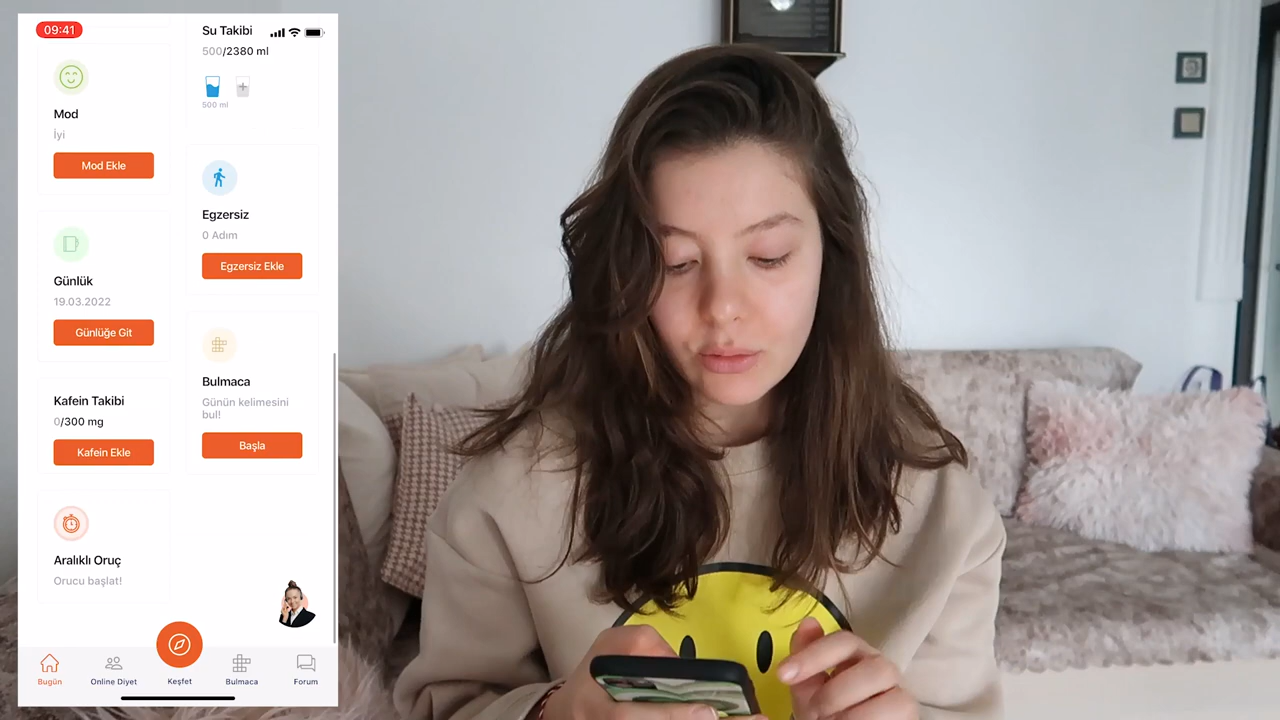 09:41
Mod
İyi
Mod Ekle
Günlük
19.03.2022
Günlüğe Git
Kafein Takibi
0/300 mg
Kafein Ekle
Aralıklı Oruç
Orucu başlat!
Su Takibi
500/2380 ml
500 ml
Egzersiz
0 Adım
Egzersiz Ekle
Bulmaca
Günün kelimesini
bul!
Başla
Bugün
Online Diyet
Keşfet
Bulmaca
Forum